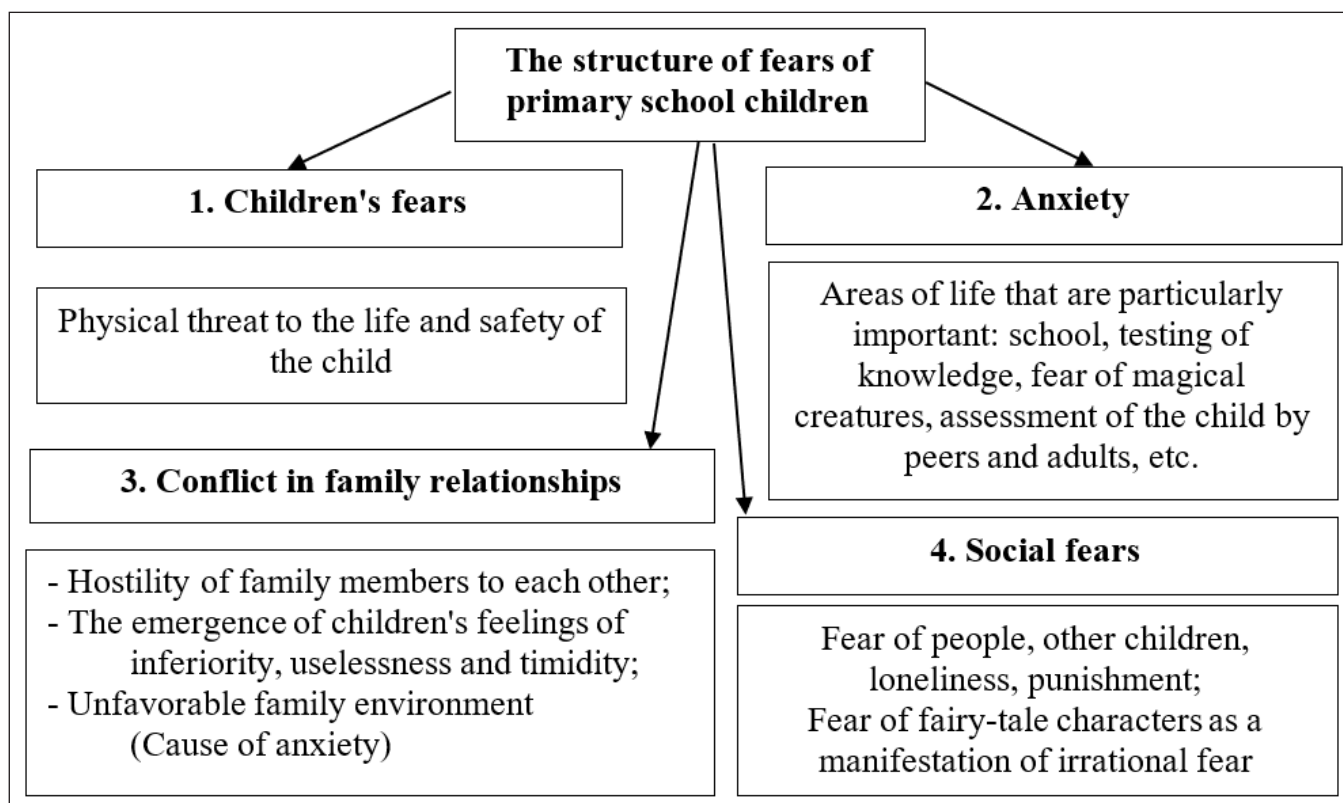 The structure of fears of
primary school children
1. Children's fears
Physical threat to the life and safety of
the child
2. Anxiety
Areas of life that are particularly
important: school, testing of
knowledge, fear of magical
creatures, assessment of the child by
peers and adults, etc.
3. Conflict in family relationships
- Hostility of family members to each other;
- The emergence of children's feelings of
inferiority, uselessness and timidity;
- Unfavorable family environment
(Cause of anxiety)
4. Social fears
Fear of people, other children,
loneliness, punishment;
Fear of fairy-tale characters as a
manifestation of irrational fear